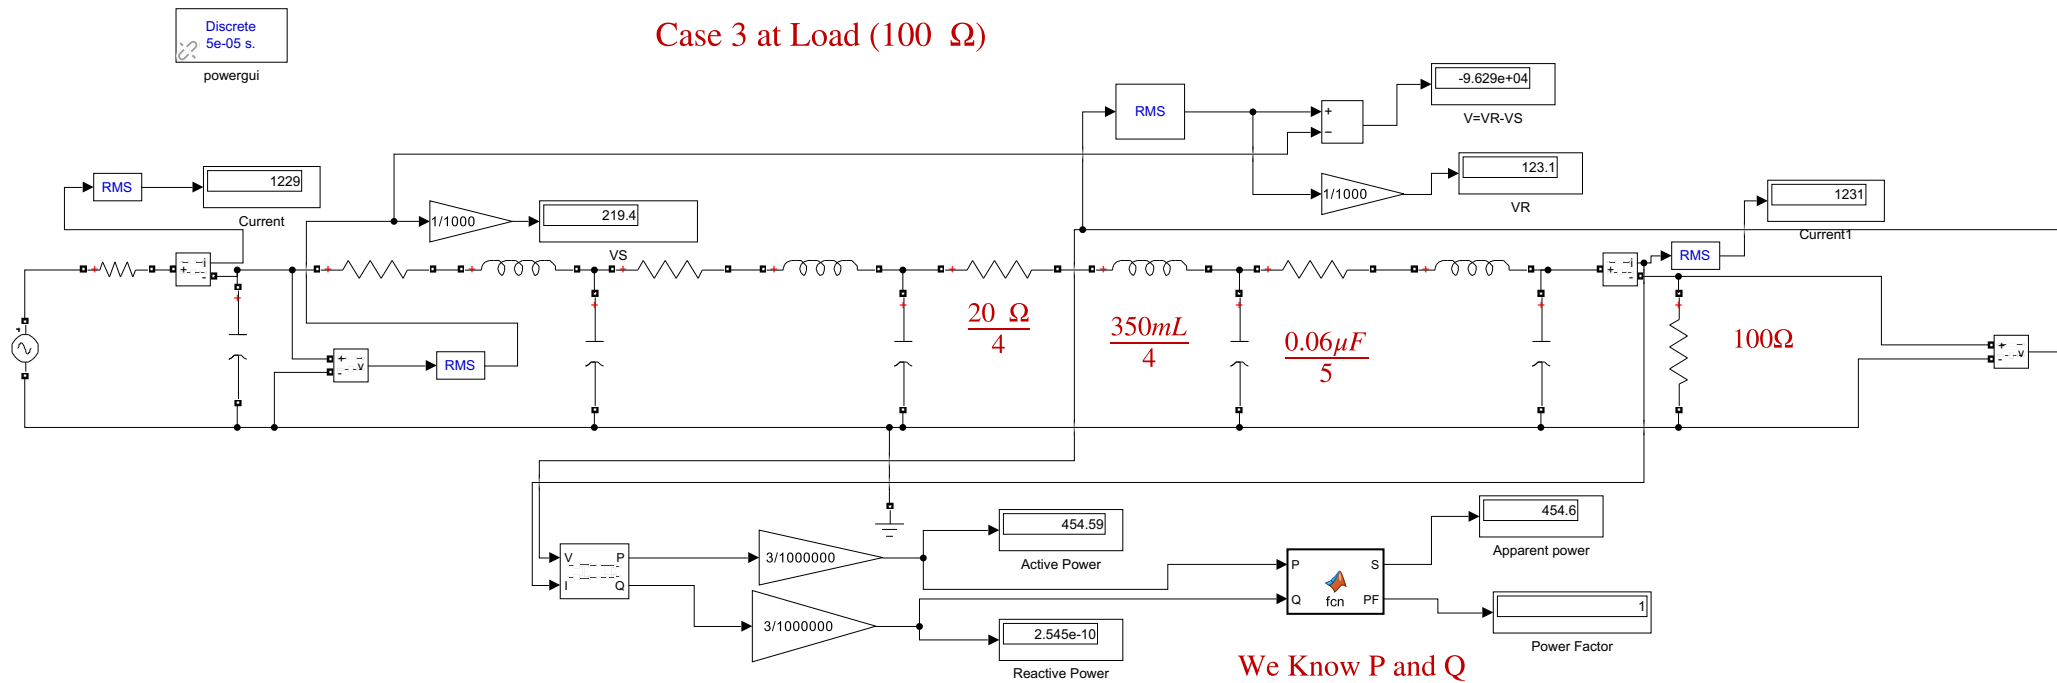 Discrete
5e-05 s.
powergui
Case 3 at Load (100 Ω)
RMS
+
−
-9.629e+04
V=VR-VS
1/1000
123.1
VR
RMS
1229
Current
1/1000
219.4
VS
1231
Current1
RMS
+ i
-
+ i
-
20 Ω
4
350mL
4
0.06μF
5
100Ω
+ v
-
RMS
+ v
-
V P
I Q
3/1000000
454.59
Active Power
3/1000000
2.545e-10
Reactive Power
P S
Q PF
fcn
454.6
Apparent power
1
Power Factor
We Know P and Q